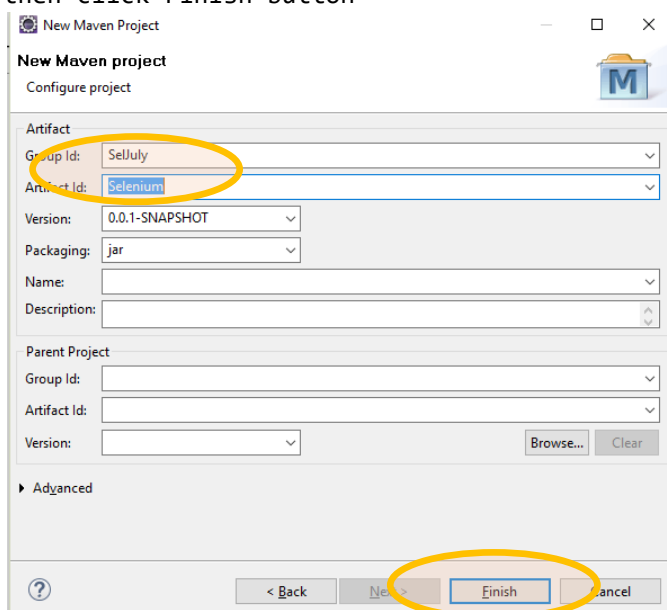 then click Finish button
New Maven Project
New Maven project
Configure project
M
Artifact
Group Id: SelJuly
Artifact Id: Selenium
Version: 0.0.1-SNAPSHOT
Packaging: jar
Name:
Description:
Parent Project
Group Id:
Artifact Id:
Version: Browse... Clear
Advanced
? < Back Next > Finish Cancel